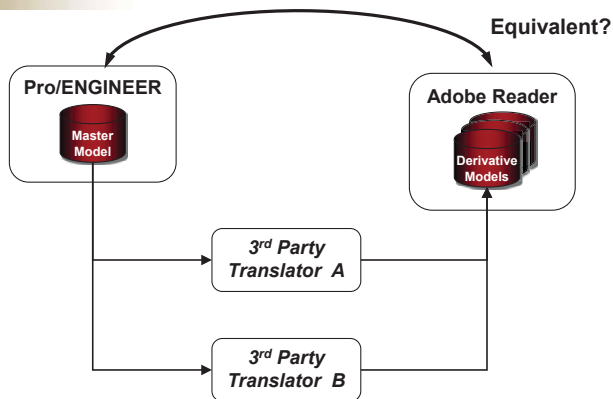 Equivalent?
Pro/ENGINEER
Master
Model
Adobe Reader
Derivative
Models
3rd Party
Translator A
3rd Party
Translator B